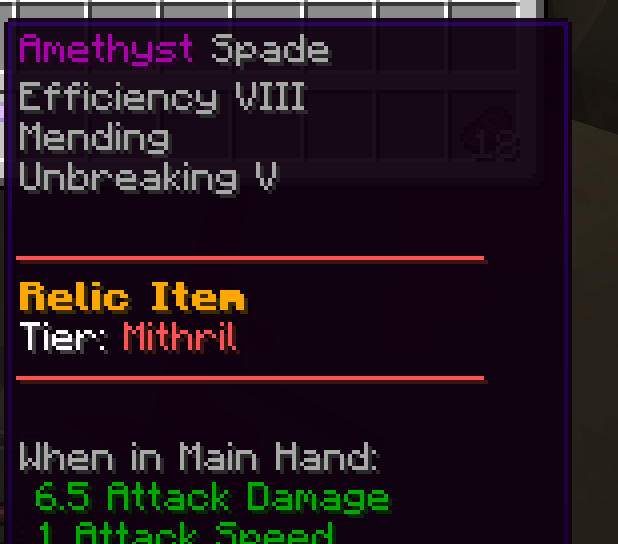 Amethyst Spade
Efficiency VIII
Mending
Unbreaking V
18
Relic Item
Tier: Mithril
When in Main Hand:
6.5 Attack Damage
1 Attack Speed